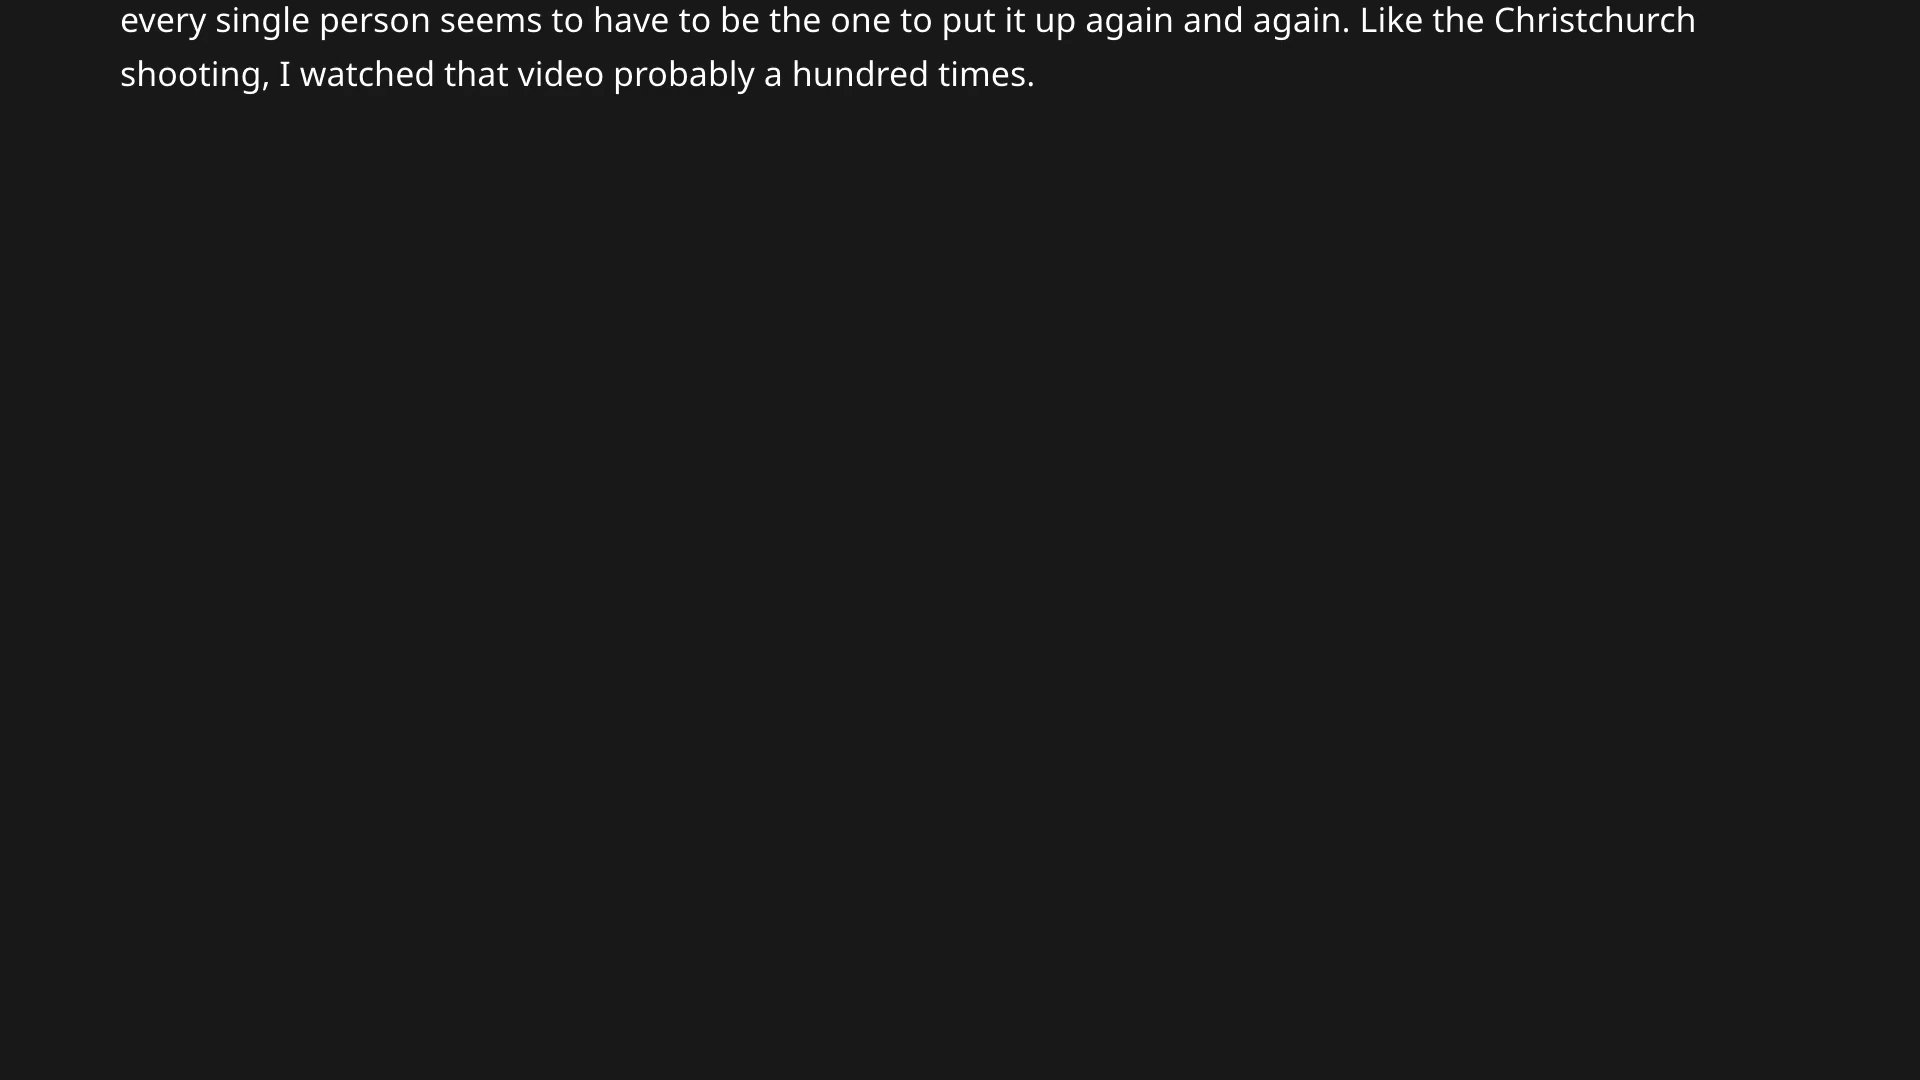 every single person seems to have to be the one to put it up again and again. Like the Christchurch
shooting, I watched that video probably a hundred times.